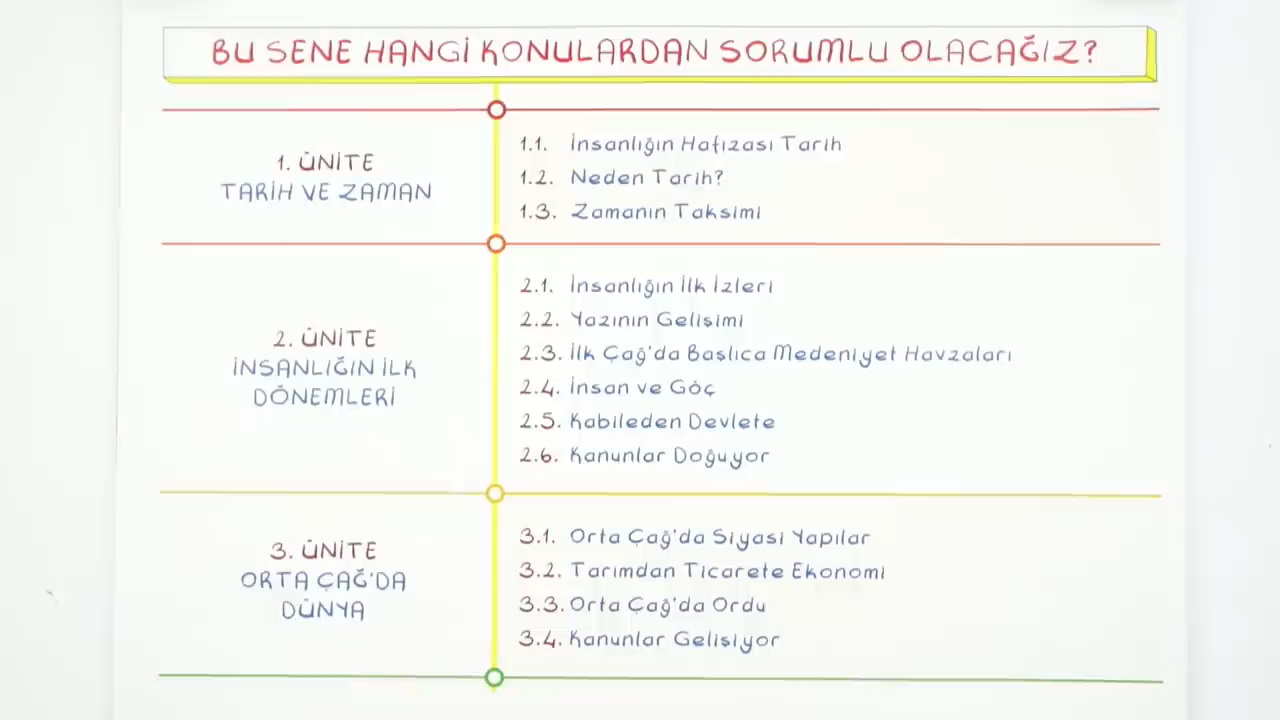 BU SENE HANGİ KONULARDAN SORUMLU OLACAĞIZ?
1. ÜNİTE
TARİH VE ZAMAN
1.1. İnsanlığın Hafızası Tarih
1.2. Neden Tarih?
1.3. Zamanın Taksimi
2. ÜNİTE
İNSANLIĞIN İLK
DÖNEMLERİ
2.1. İnsanlığın İlk İzleri
2.2. Yazının Gelişimi
2.3. İlk Çağ'da Başlıca Medeniyet Havzaları
2.4. İnsan ve Göç
2.5. Kabileden Devlete
2.6. Kanunlar Doğuyor
3. ÜNİTE
ORTA ÇAĞ'DA
DÜNYA
3.1. Orta Çağ'da Siyasi Yapılar
3.2. Tarımdan Ticarete Ekonomi
3.3. Orta Çağ'da Ordu
3.4. Kanunlar Gelişiyor